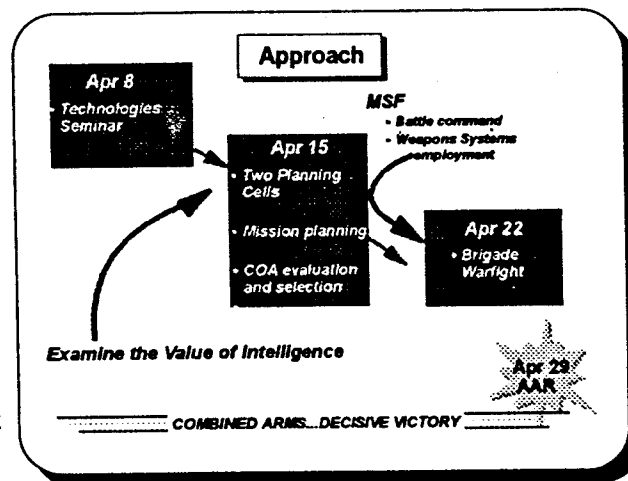 Approach
Apr 8
• Technologies
Seminar
MSF
• Battle command
• Weapons Systems
employment
Apr 15
• Two Planning
Cells
• Mission planning
• COA evaluation
and selection
Apr 22
• Brigade
Warfight
Examine the Value of Intelligence
Apr 29
AAR
COMBINED ARMS...DECISIVE VICTORY